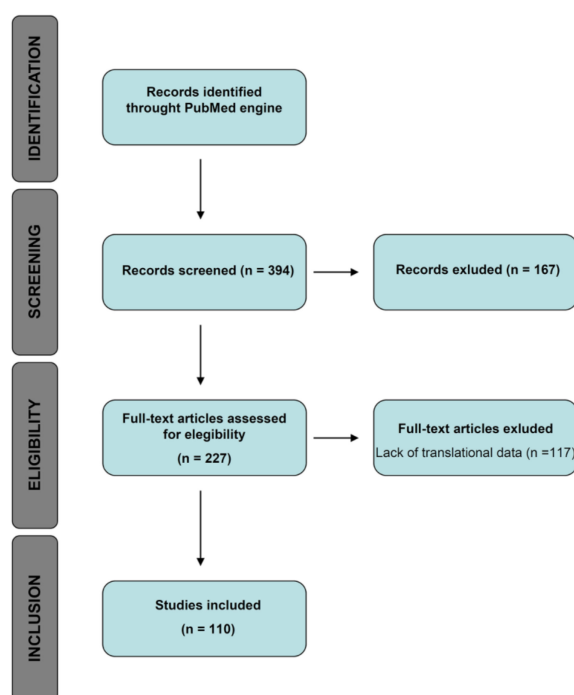 IDENTIFICATION
Records identified
throught PubMed engine
SCREENING
Records screened (n = 394)
Records exluded (n = 167)
ELIGIBILITY
Full-text articles assessed
for elegibility
(n = 227)
Full-text articles exluded
Lack of translational data (n =117)
INCLUSION
Studies included
(n = 110)